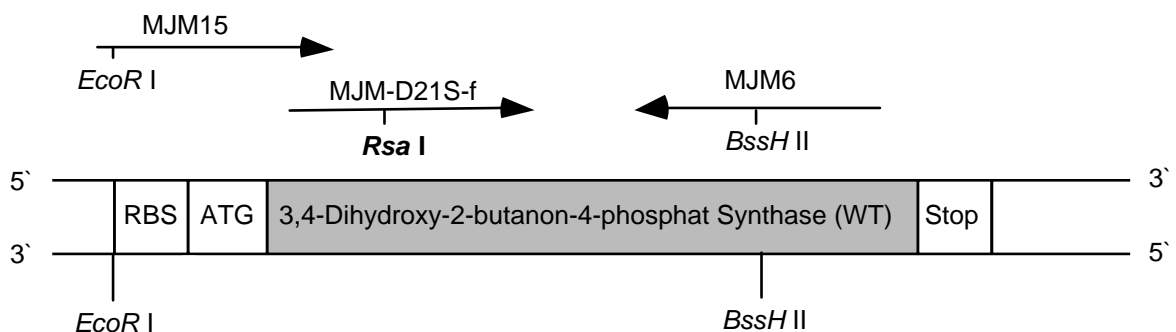 MJM15
EcoR I
MJM-D21S-f
MJM6
Rsa I
BssH II
5` 3`
RBS ATG 3,4-Dihydroxy-2-butanon-4-phosphat Synthase (WT) Stop
3` 5`
EcoR I
BssH II